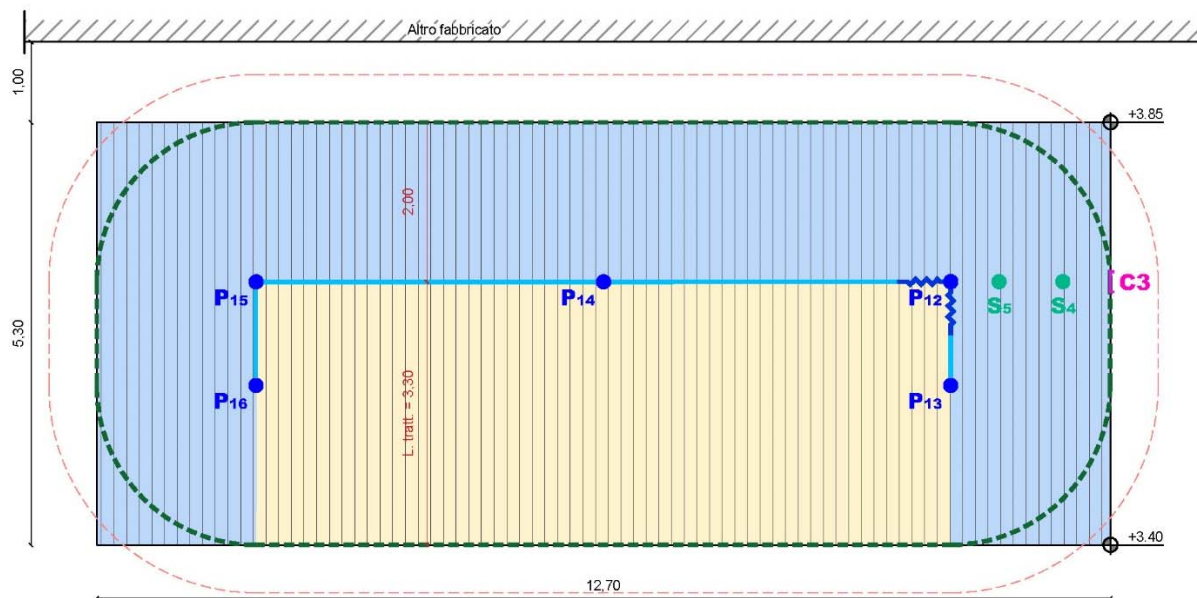 Altro fabbricato
1,00
+3.85
2,00
P15
P14
P12
S5
S4
C3
5,30
L. tratt. = 3,30
P16
P13
+3.40
12,70